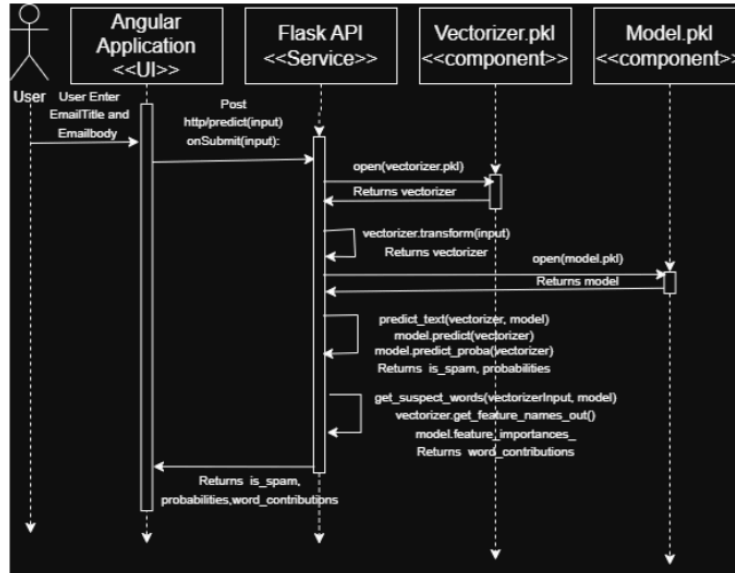 Angular
Application
<<UI>>
Flask API
<<Service>>
Vectorizer.pkl
<<component>>
Model.pkl
<<component>>
User
User Enter
EmailTitle and
Emailbody
Post
http/predict(input)
onSubmit(input):
open(vectorizer.pkl)
Returns vectorizer
vectorizer.transform(input)
Returns vectorizer
open(model.pkl)
Returns model
predict_text(vectorizer, model)
model.predict(vectorizer)
model.predict_proba(vectorizer)
Returns is_spam, probabilities
get_suspect_words(vectorizerInput, model)
vectorizer.get_feature_names_out()
model.feature_importances_
Returns word_contributions
Returns is_spam,
probabilities,word_contributions